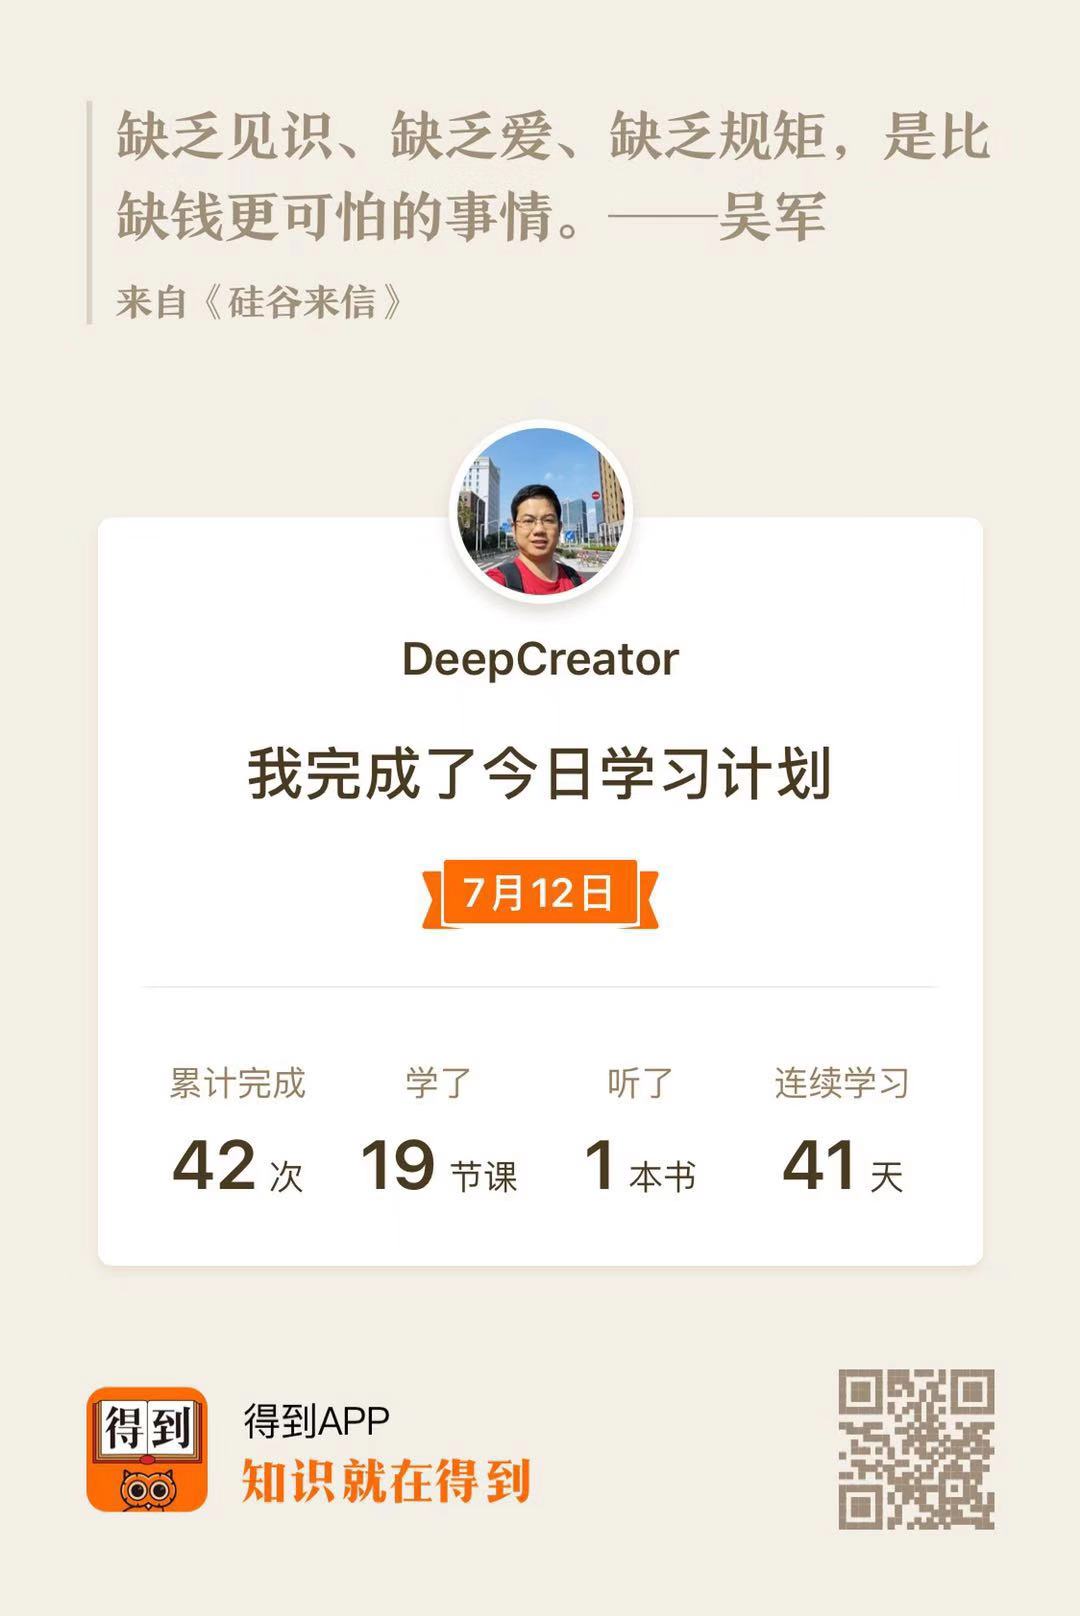 缺乏见识、缺乏爱、缺乏规矩，是比
缺钱更可怕的事情。——吴军
来自《硅谷来信》
DeepCreator
我完成了今日学习计划
7月12日
累计完成 学了 听了 连续学习
42 次 19 节课 1 本书 41 天
得到
得到APP
知识就在得到